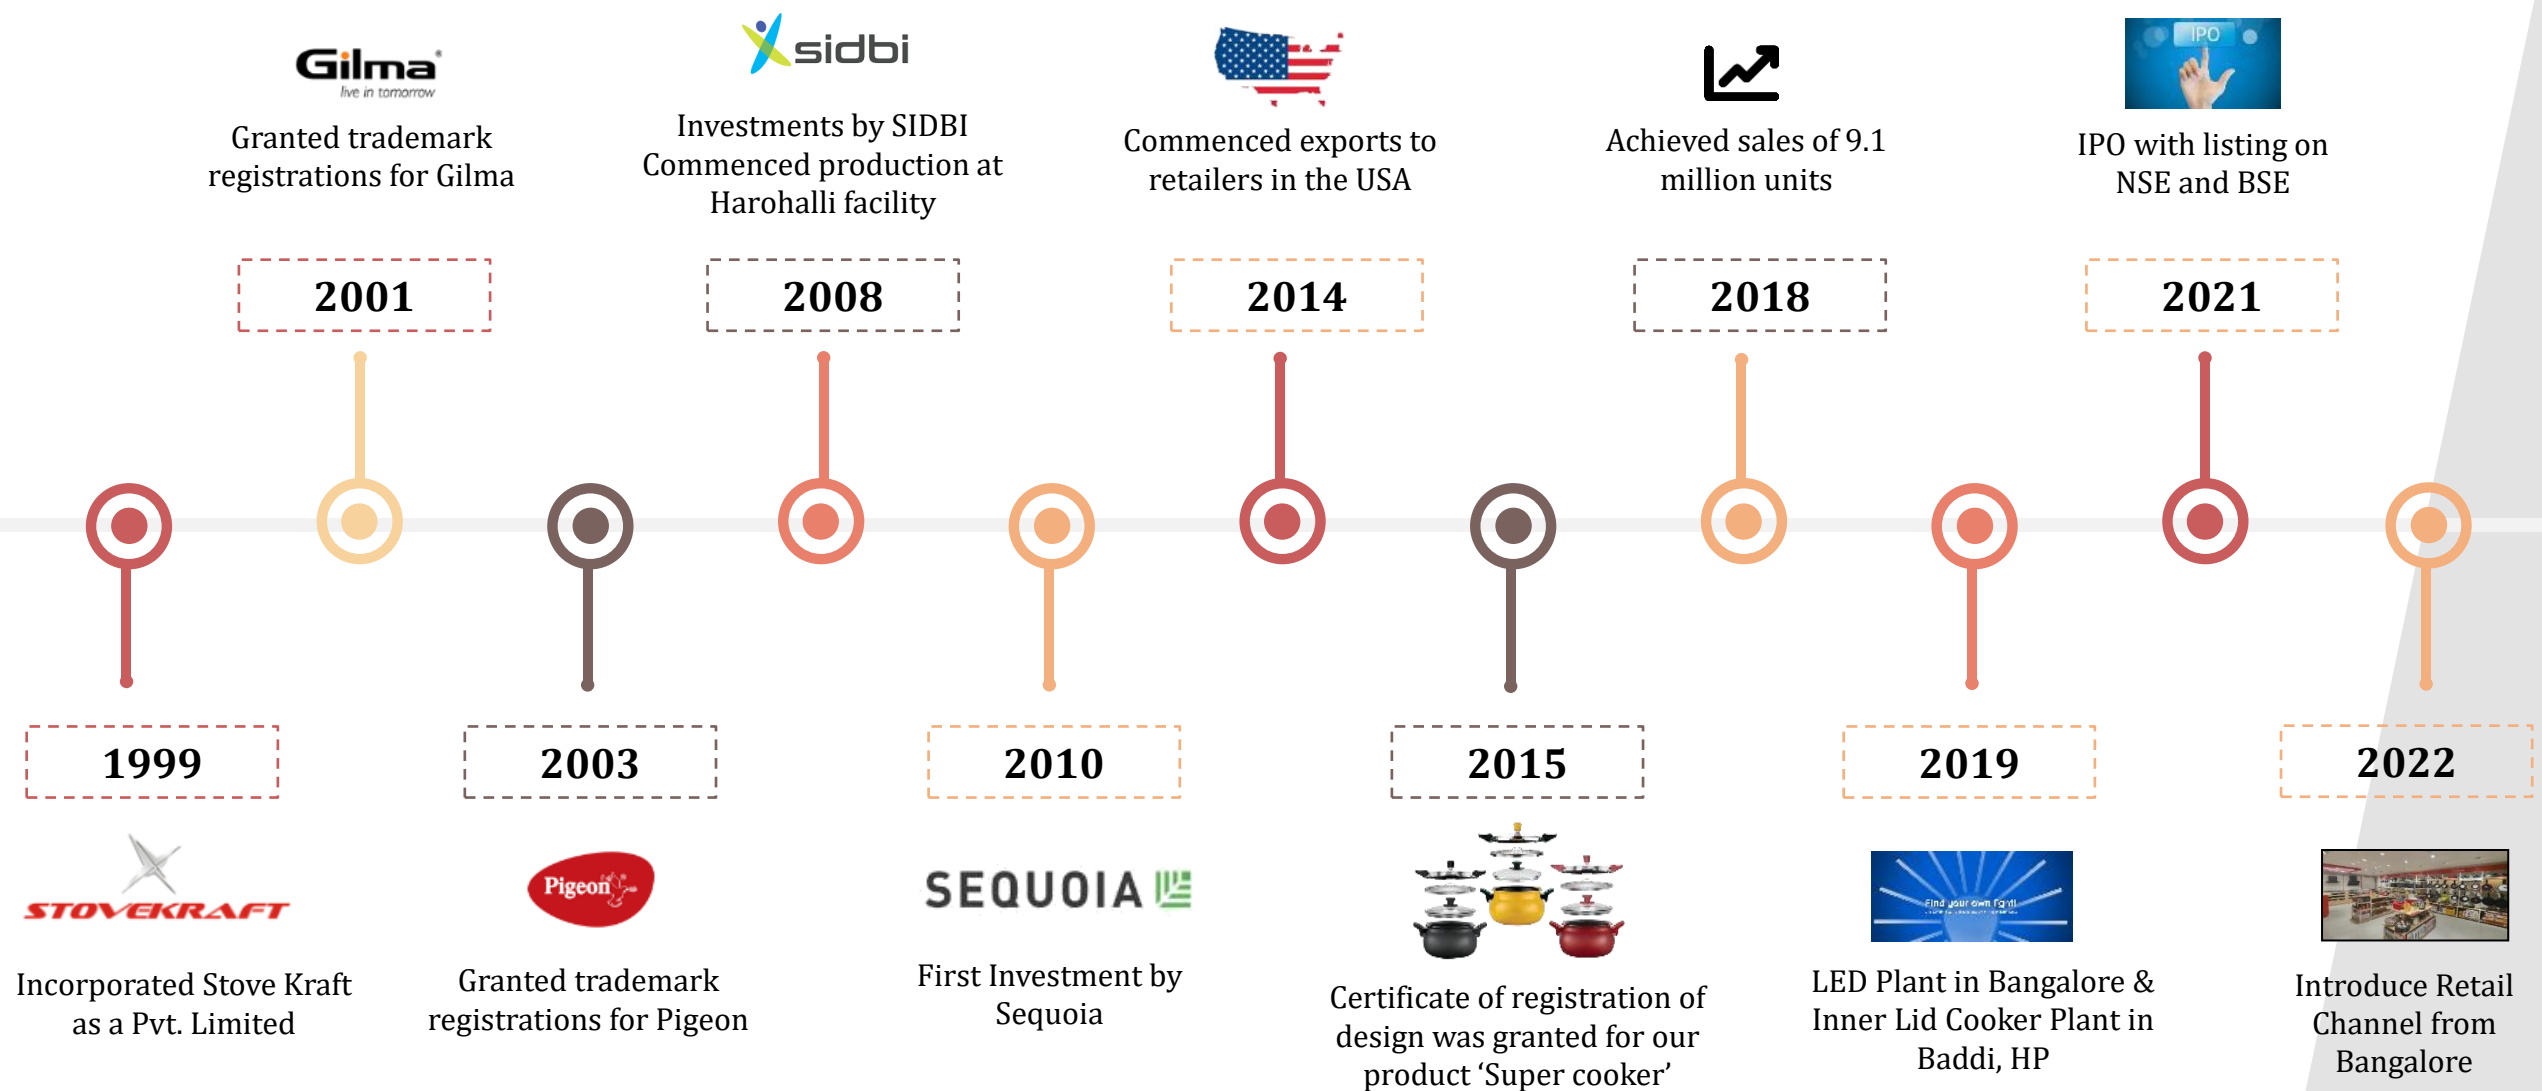 Gilma
live in tomorrow
Granted trademark
registrations for Gilma
2001
sidbi
Investments by SIDBI
Commenced production at
Harohalli facility
2008
Commenced exports to
retailers in the USA
2014
Achieved sales of 9.1
million units
2018
IPO
IPO with listing on
NSE and BSE
2021
1999
STOVEKRAFT
Incorporated Stove Kraft
as a Pvt. Limited
2003
Pigeon
Granted trademark
registrations for Pigeon
2010
SEQUOIA
First Investment by
Sequoia
2015
Certificate of registration of
design was granted for our
product ‘Super cooker’
2019
Find your own light!
LED Plant in Bangalore &
Inner Lid Cooker Plant in
Baddi, HP
2022
Introduce Retail
Channel from
Bangalore